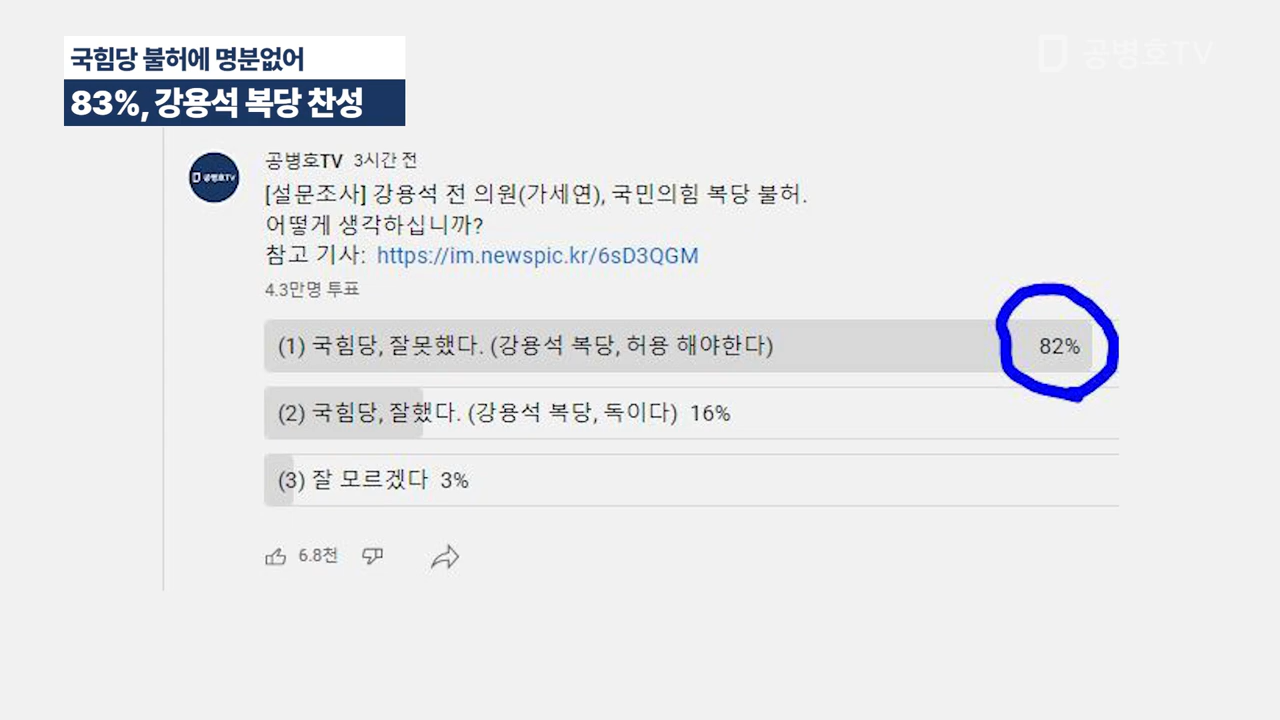 국힘당 불허에 명분없어
83%, 강용석 복당 찬성
공병호TV
공병호TV
공병호TV 3시간 전
[설문조사] 강용석 전 의원(가세연), 국민의힘 복당 불허.
어떻게 생각하십니까?
참고 기사: https://im.newspic.kr/6sD3QGM
4.3만명 투표
(1) 국힘당, 잘못했다. (강용석 복당, 허용 해야한다) 82%
(2) 국힘당, 잘했다. (강용석 복당, 독이다) 16%
(3) 잘 모르겠다 3%
6.8천